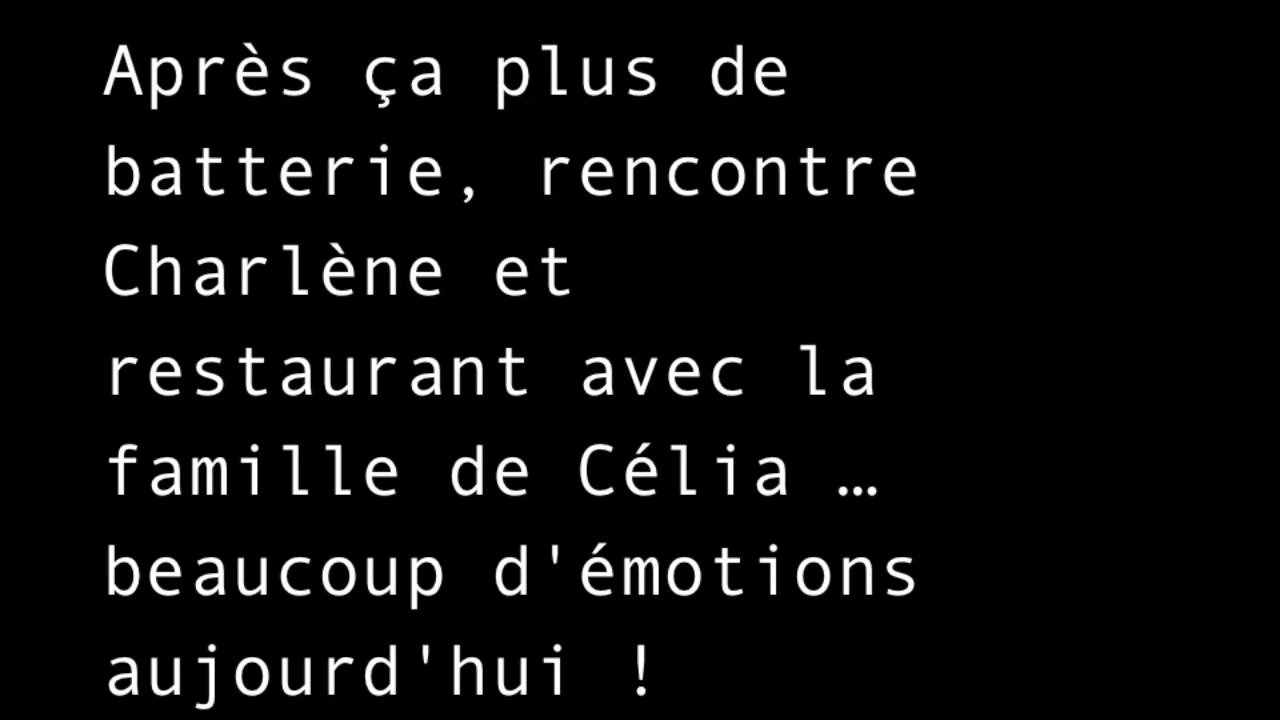 Après ça plus de
batterie, rencontre
Charlène et
restaurant avec la
famille de Célia …
beaucoup d'émotions
aujourd'hui !